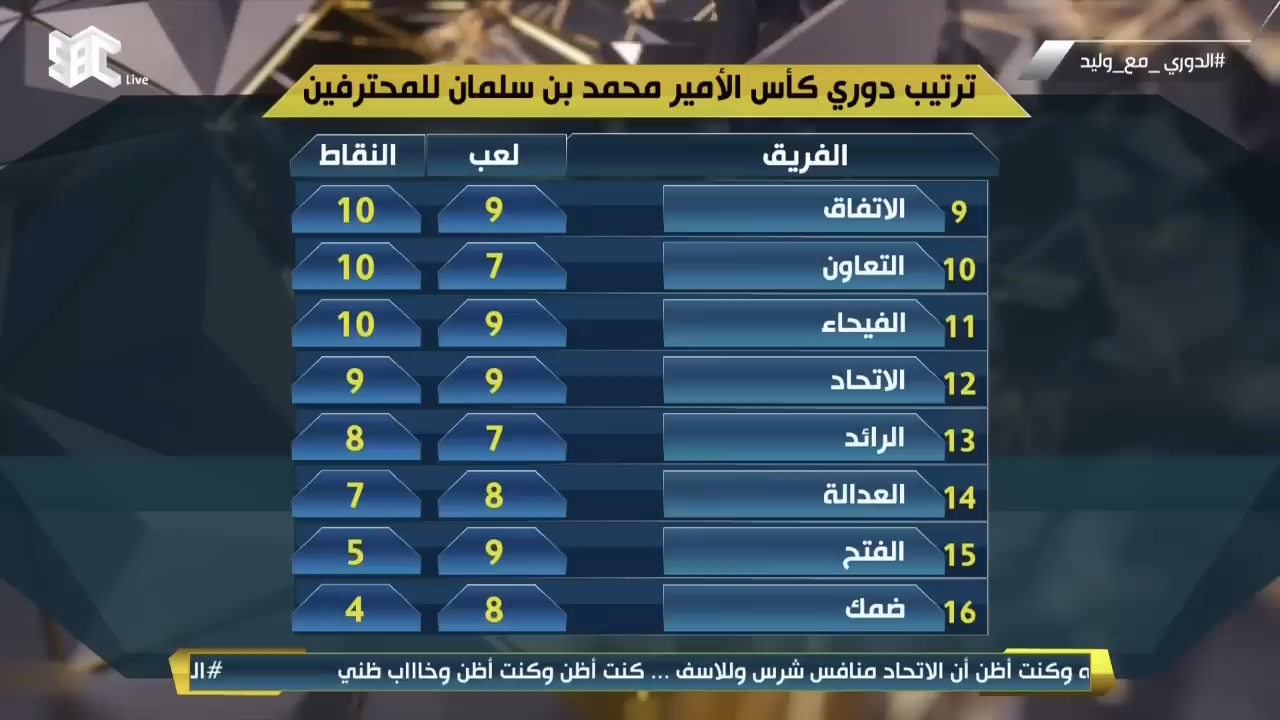 SBC Live
#الدوري_مع_وليد
ترتيب دوري كأس الأمير محمد بن سلمان للمحترفين
الفريق لعب النقاط
9 الاتفاق 9 10
10 التعاون 7 10
11 الفيحاء 9 10
12 الاتحاد 9 9
13 الرائد 7 8
14 العدالة 8 7
15 الفتح 9 5
16 ضمك 8 4
ه وكنت أظن أن الاتحاد منافس شرس وللاسف ... كنت أظن وكنت أظن وخاااب ظني #ال